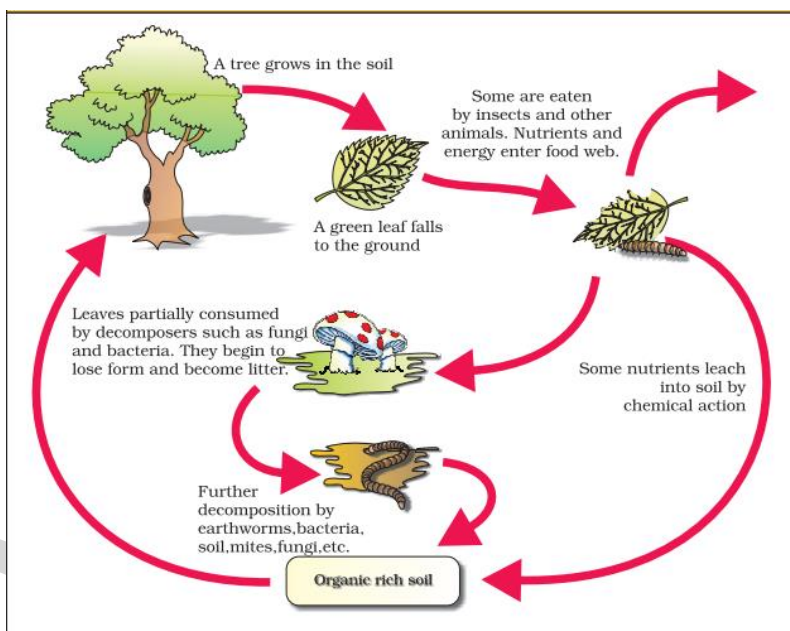 A tree grows in the soil
Some are eaten
by insects and other
animals. Nutrients and
energy enter food web.
A green leaf falls
to the ground
Leaves partially consumed
by decomposers such as fungi
and bacteria. They begin to
lose form and become litter.
Some nutrients leach
into soil by
chemical action
Further
decomposition by
earthworms,bacteria,
soil,mites,fungi,etc.
Organic rich soil